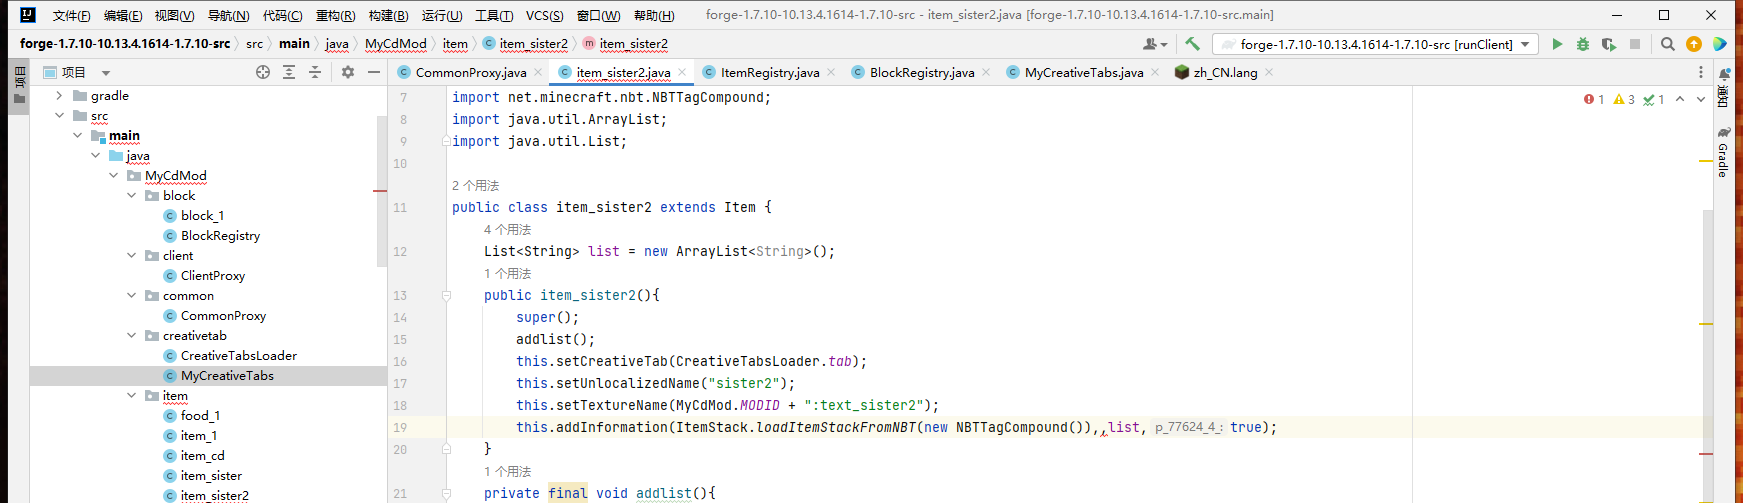 文件(F) 编辑(E) 视图(V) 导航(N) 代码(C) 重构(R) 构建(B) 运行(U) 工具(T) VCS(S) 窗口(W) 帮助(H) forge-1.7.10-10.13.4.1614-1.7.10-src - item_sister2.java [forge-1.7.10-10.13.4.1614-1.7.10-src.main]
forge-1.7.10-10.13.4.1614-1.7.10-src src main java MyCdMod item item_sister2 item_sister2 forge-1.7.10-10.13.4.1614-1.7.10-src [runClient]
项目 CommonProxy.java item_sister2.java ItemRegistry.java BlockRegistry.java MyCreativeTabs.java zh_CN.lang
gradle
src
main
java
MyCdMod
block
block_1
BlockRegistry
client
ClientProxy
common
CommonProxy
creativetab
CreativeTabsLoader
MyCreativeTabs
item
food_1
item_1
item_cd
item_sister
item_sister2
1 3 1
7 import net.minecraft.nbt.NBTTagCompound;
8 import java.util.ArrayList;
9 import java.util.List;
10
2 个用法
11 public class item_sister2 extends Item {
4 个用法
12 List<String> list = new ArrayList<String>();
1 个用法
13 public item_sister2(){
14 super();
15 addlist();
16 this.setCreativeTab(CreativeTabsLoader.tab);
17 this.setUnlocalizedName("sister2");
18 this.setTextureName(MyCdMod.MODID + ":text_sister2");
19 this.addInformation(ItemStack.loadItemStackFromNBT(new NBTTagCompound()),,list, p_77624_4_: true);
20 }
1 个用法
21 private final void addlist(){
通知
Gradle